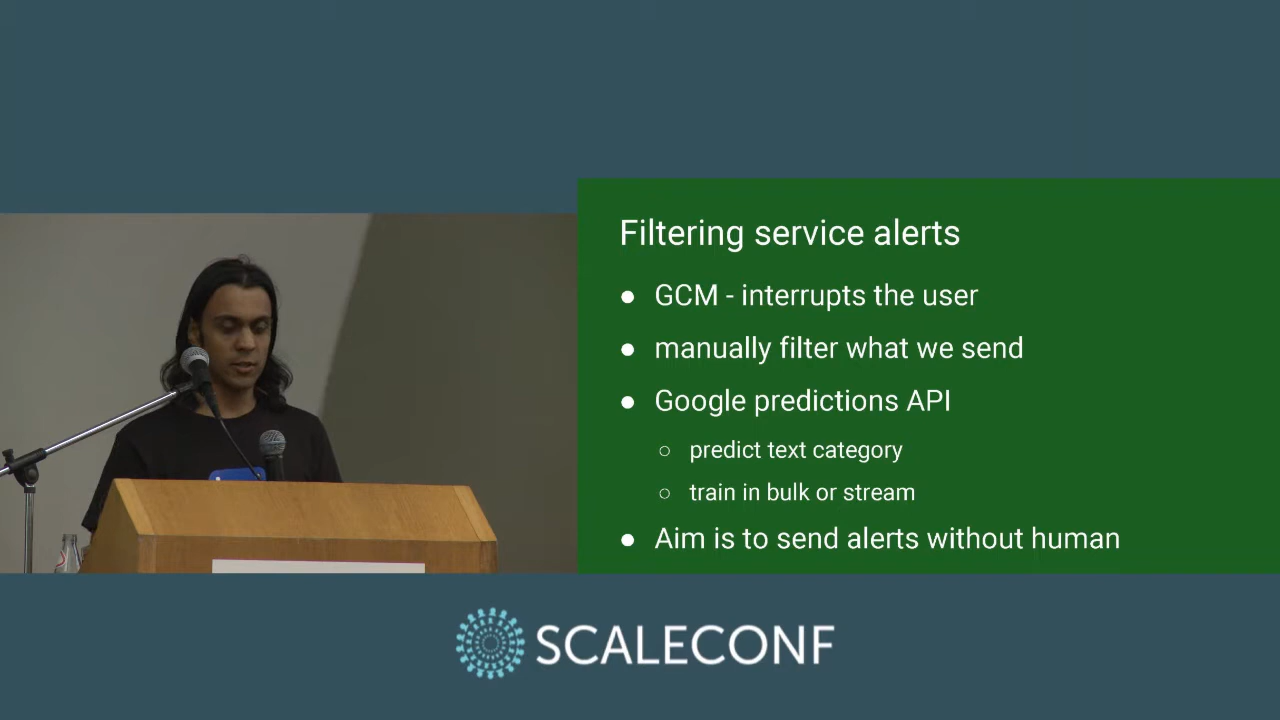 Filtering service alerts
● GCM - interrupts the user
● manually filter what we send
● Google predictions API
○ predict text category
○ train in bulk or stream
● Aim is to send alerts without human
SCALECONF